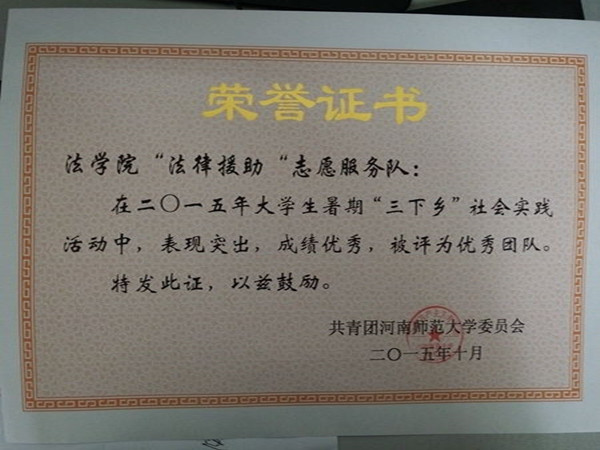 荣誉证书
法学院“法律援助“志愿服务队：
在二〇一五年大学生暑期“三下乡”社会实践
活动中，表现突出，成绩优秀，被评为优秀团队。
特发此证，以兹鼓励。
共青团河南师范大学委员会
二〇一五年十月